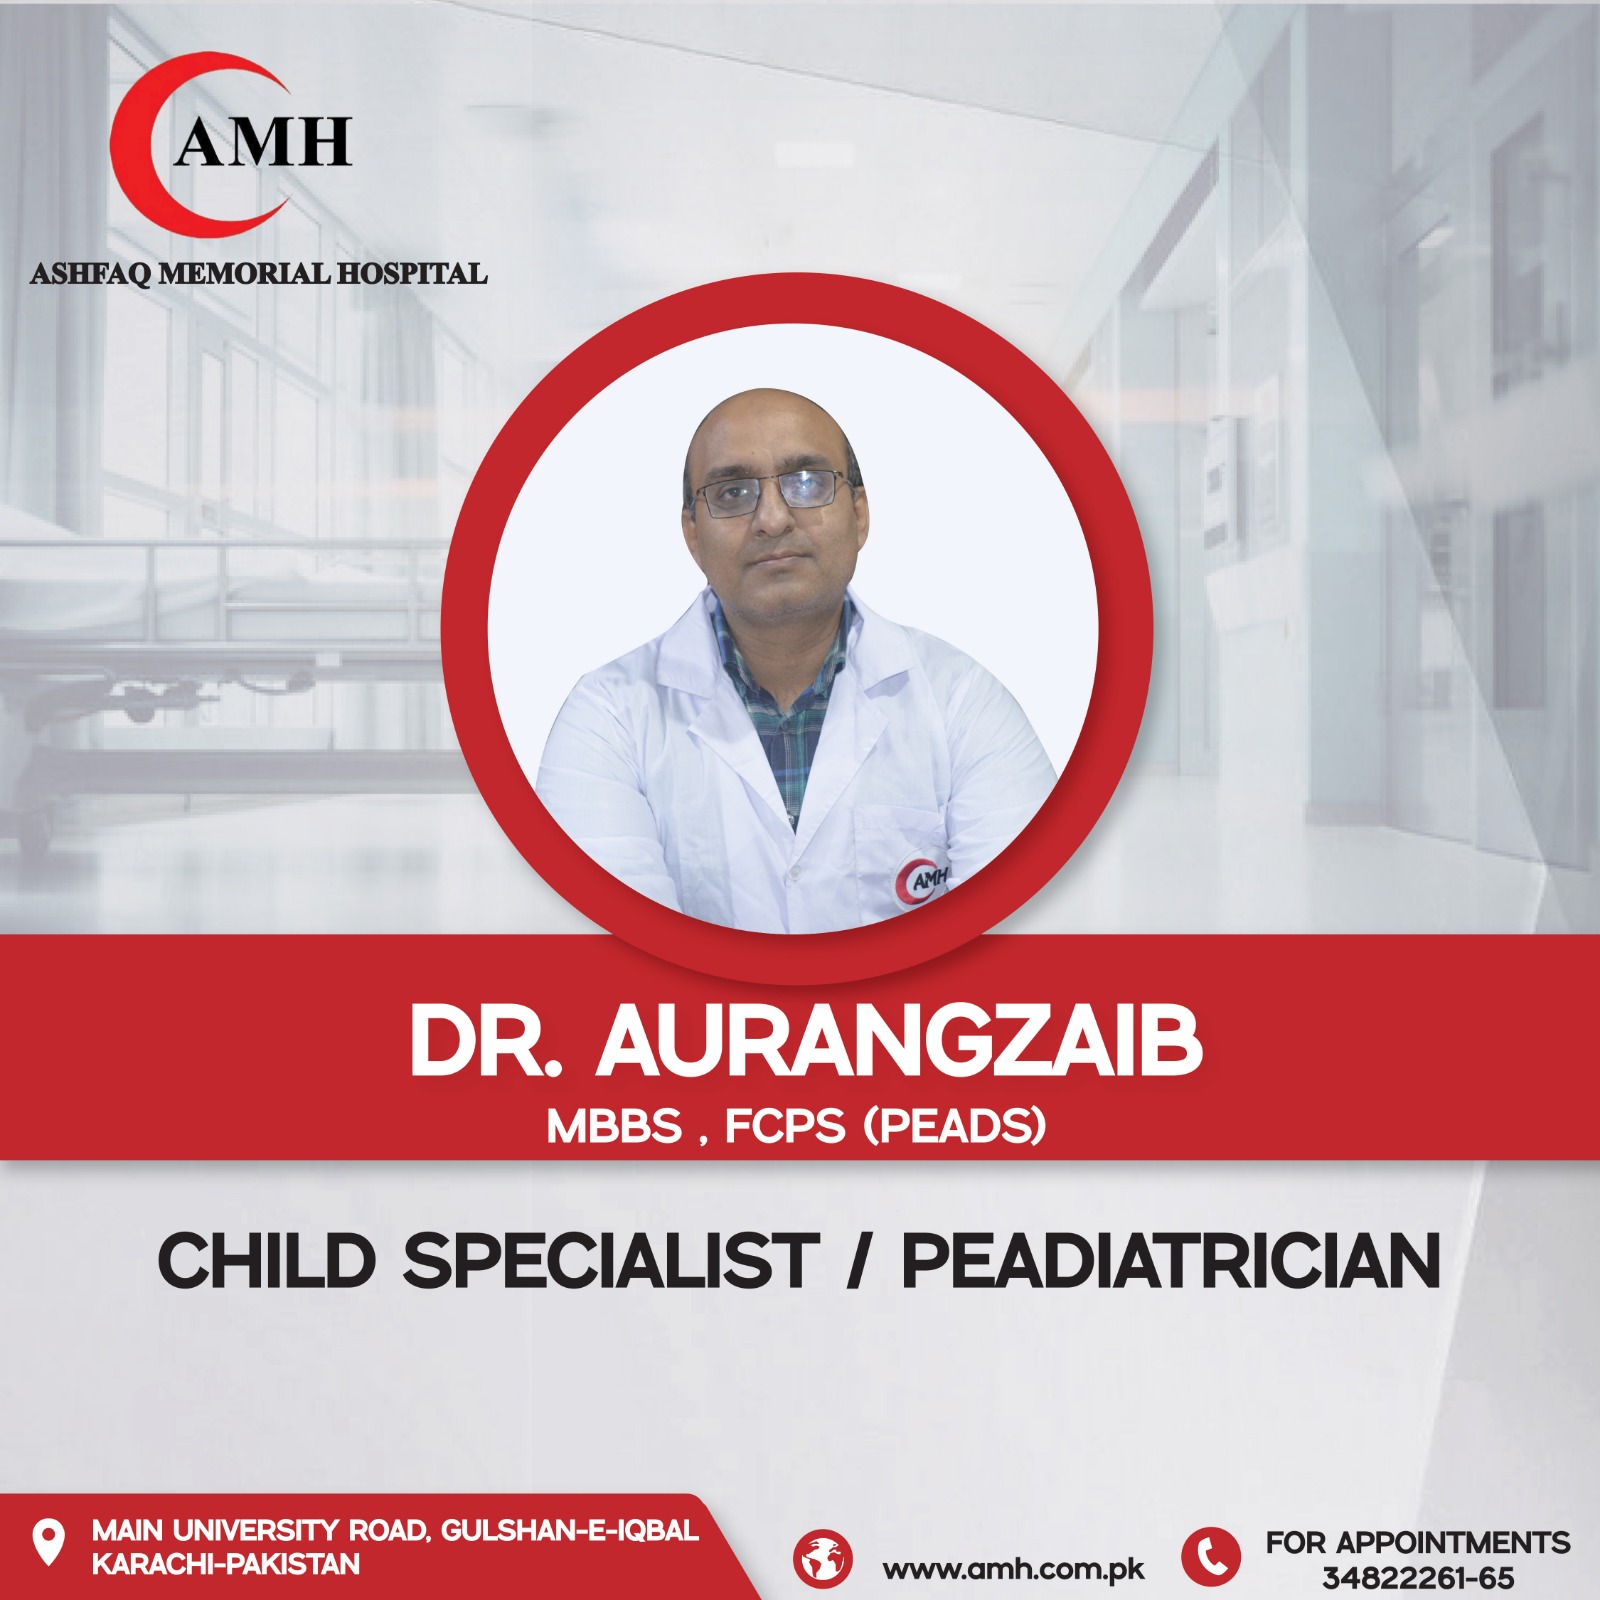 AMH
ASHFAQ MEMORIAL HOSPITAL
AMH
DR. AURANGZAIB
MBBS , FCPS (PEADS)
CHILD SPECIALIST / PEADIATRICIAN
MAIN UNIVERSITY ROAD, GULSHAN-E-IQBAL
KARACHI-PAKISTAN
www.amh.com.pk
FOR APPOINTMENTS
34822261-65